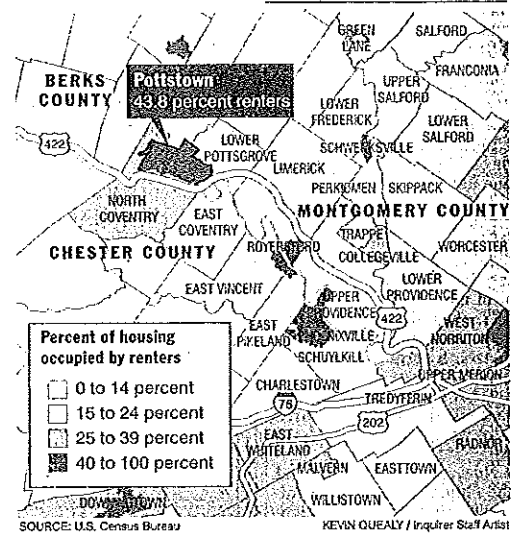 GREEN
LANE
SALFORD
FRANCONIA
BERKS
COUNTY
Pottstown
43.8 percent renters
UPPER
SALFORD
LOWER
FREDERICK
LOWER
SALFORD
422
LOWER
POTTSGROVE
SCHWENKSVILLE
LIMERICK
PERKIOMEN
SKIPPACK
NORTH
COVENTRY
EAST
COVENTRY
MONTGOMERY COUNTY
TRAPPE
WORCESTER
CHESTER COUNTY
ROYERSFORD
COLLEGEVILLE
EAST VINCENT
LOWER
PROVIDENCE
UPPER
PROVIDENCE
422
WEST
NORRITON
EAST
PIKELAND
NIXVILLE
SCHUYLKILL
UPPER MERION
Percent of housing
occupied by renters
0 to 14 percent
15 to 24 percent
25 to 39 percent
40 to 100 percent
CHARLESTOWN
76
TREDYFFRIN
202
EAST
WHITELAND
RADNOR
MALVERN
EASTTOWN
WILLISTOWN
DOWNINGTOWN
SOURCE: U.S. Census Bureau
KEVIN QUEALY / Inquirer Staff Artist